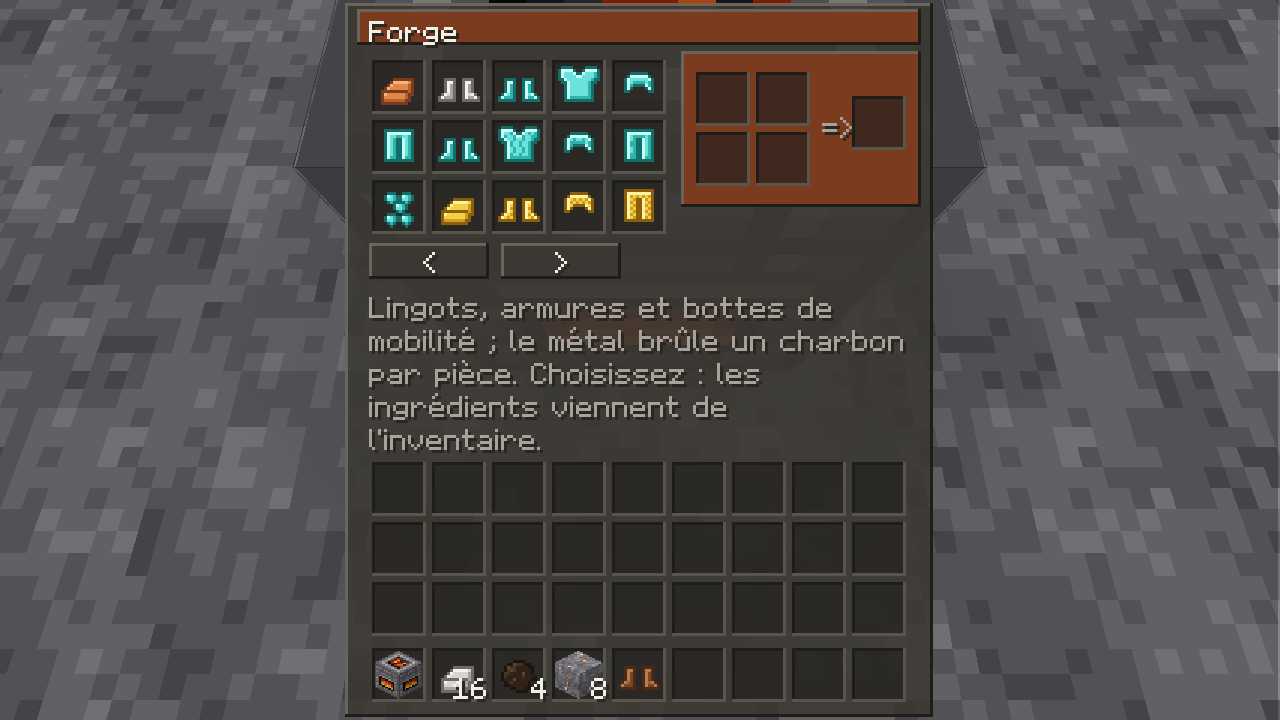 Forge
=>
< >
Lingots, armures et bottes de
mobilité ; le métal brûle un charbon
par pièce. Choisissez : les
ingrédients viennent de
l'inventaire.
16 4 8